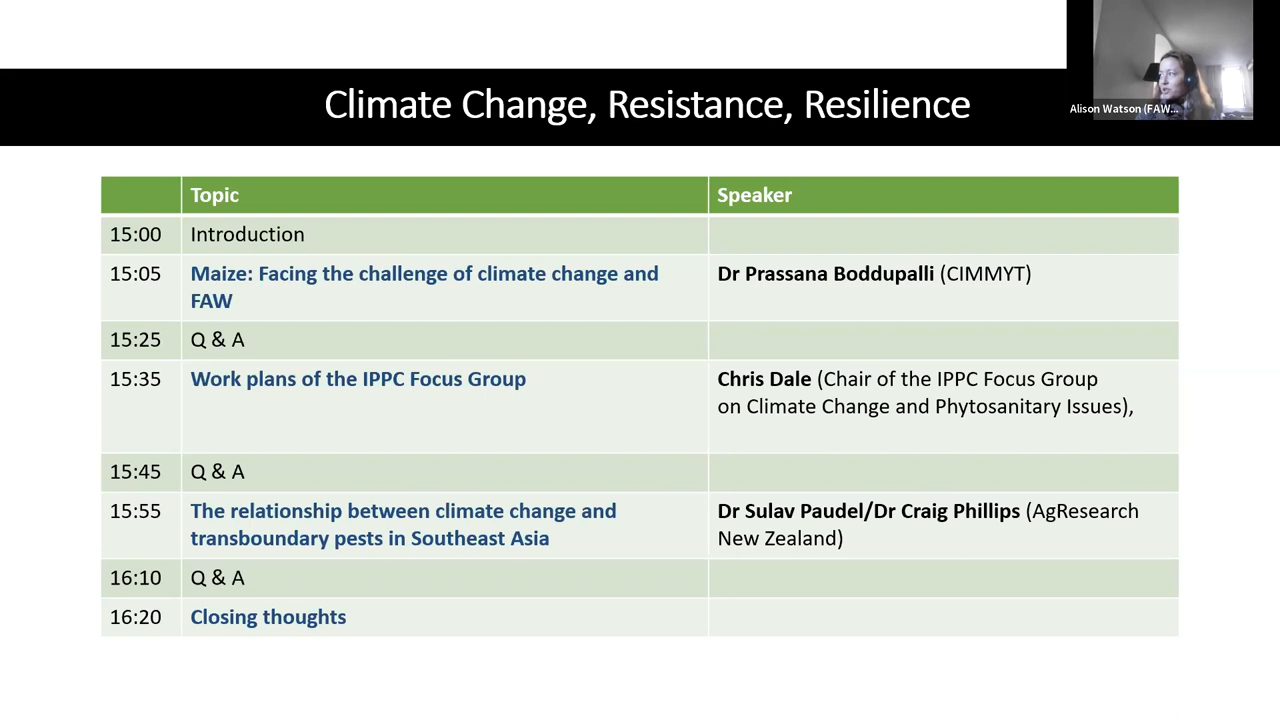 Climate Change, Resistance, Resilience
Alison Watson (FAW...
Topic Speaker
15:00 Introduction
15:05 Maize: Facing the challenge of climate change and Dr Prassana Boddupalli (CIMMYT)
FAW
15:25 Q & A
15:35 Work plans of the IPPC Focus Group Chris Dale (Chair of the IPPC Focus Group
on Climate Change and Phytosanitary Issues),
15:45 Q & A
15:55 The relationship between climate change and Dr Sulav Paudel/Dr Craig Phillips (AgResearch
transboundary pests in Southeast Asia New Zealand)
16:10 Q & A
16:20 Closing thoughts